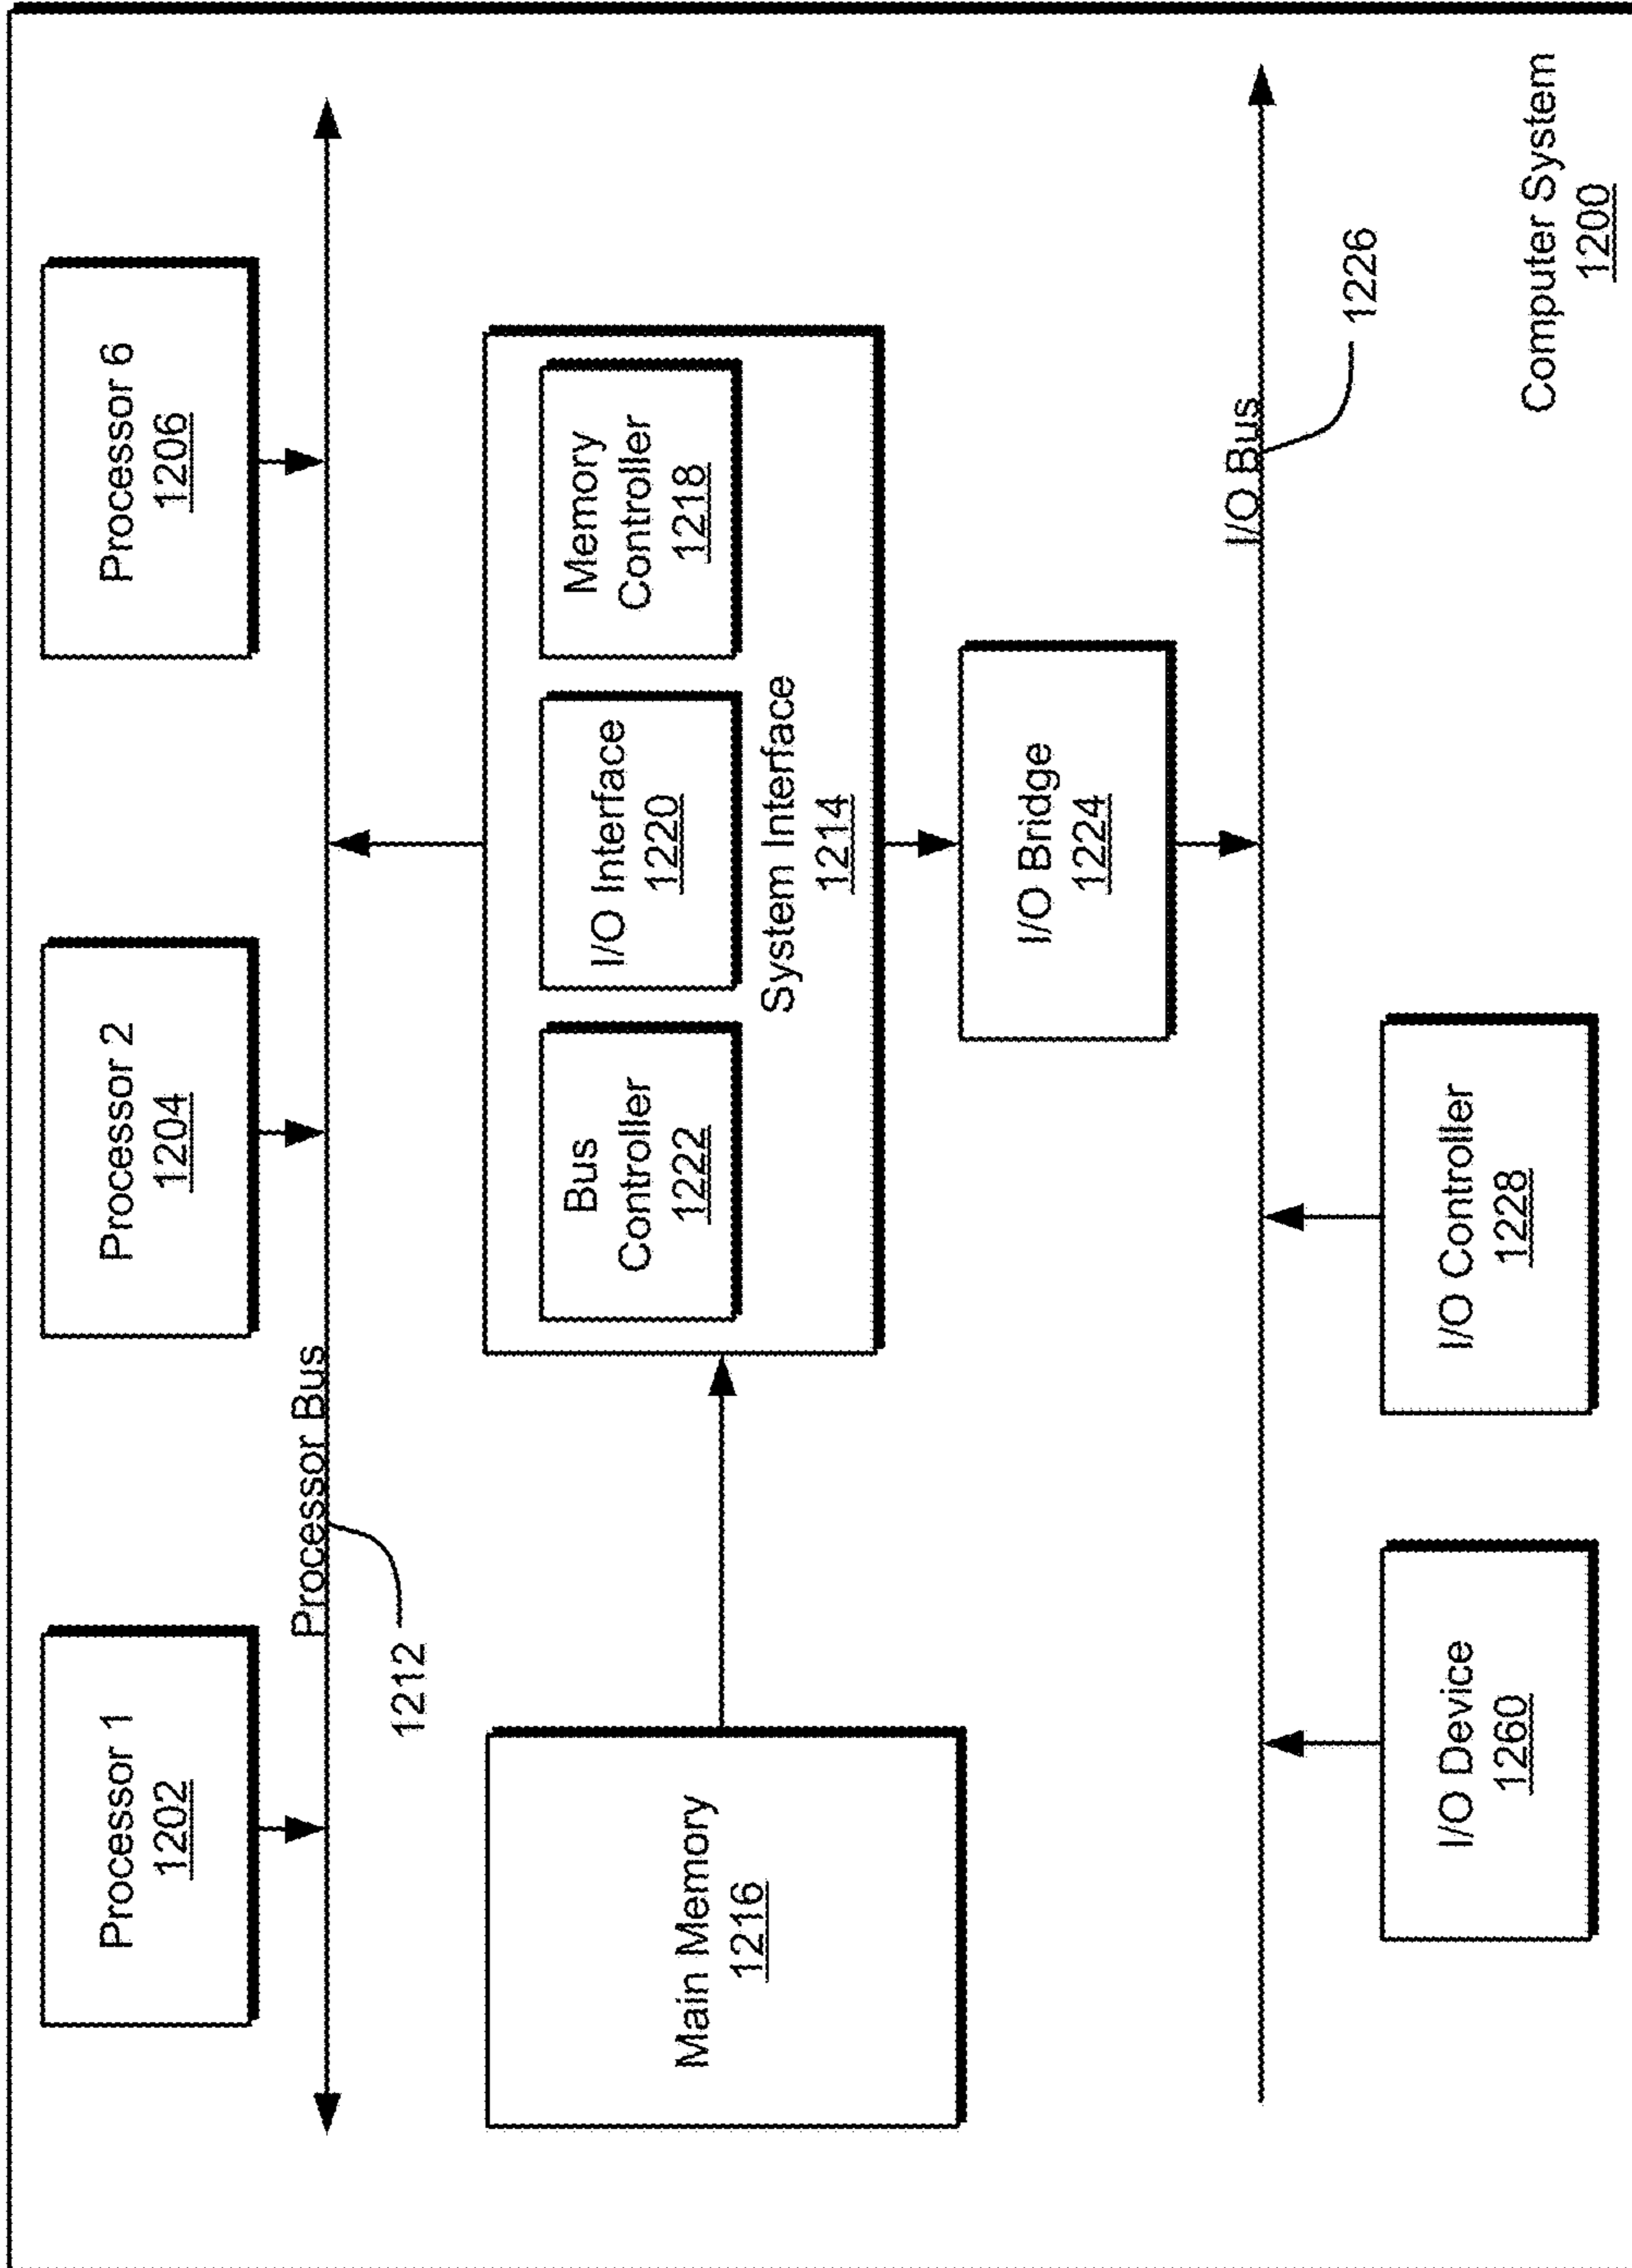 Processor 1
1202
Processor 2
1204
Processor 6
1206
Processor Bus
1212
Main Memory
1216
Bus
Controller
1222
I/O Interface
1220
Memory
Controller
1218
System Interface
1214
I/O Bridge
1224
I/O Bus
1226
I/O Device
1260
I/O Controller
1228
Computer System
1200